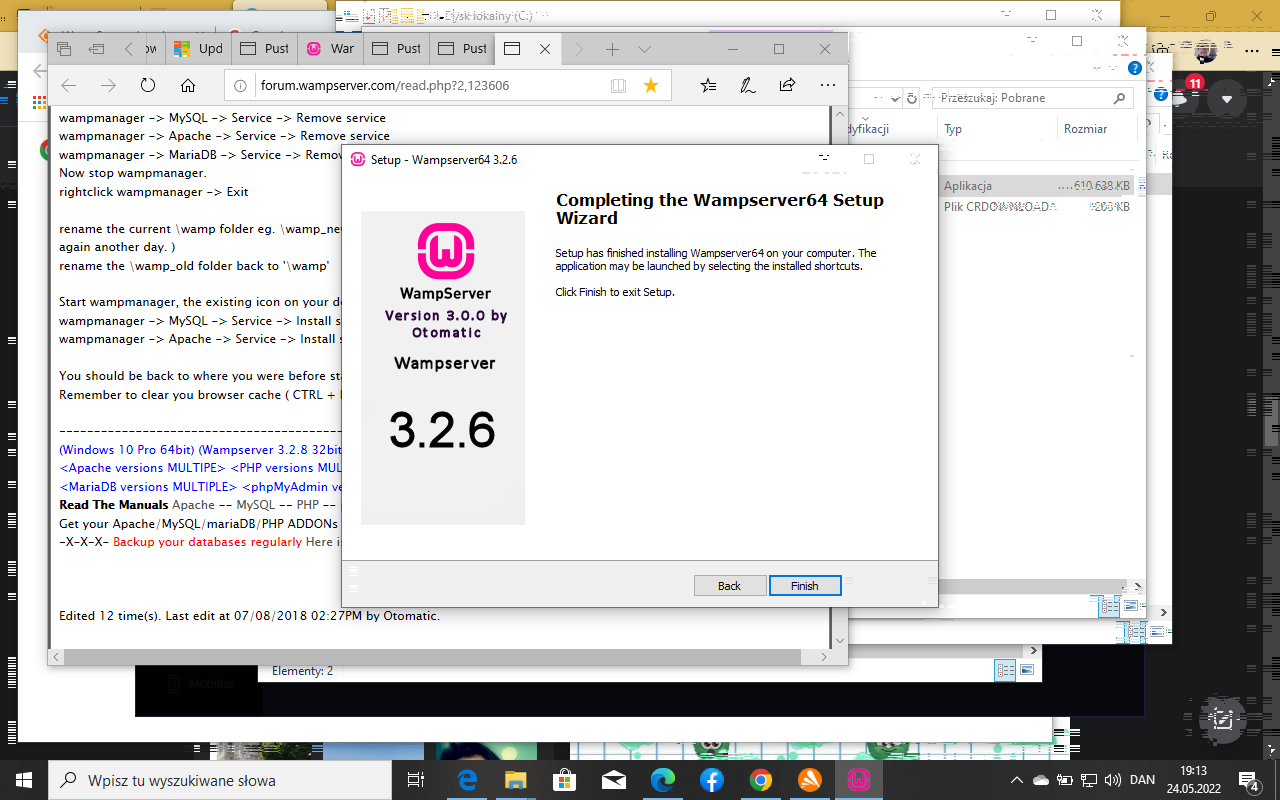 Dysk lokalny (C:)
Upd
Pust
War
Pust
Pust
forum.wampserver.com/read.php?2,123606
Przeszukaj: Pobrane
dyfikacji
Typ
Rozmiar
11
Aplikacja
610 638 KB
Plik CRDOWNLOAD
wampmanager -> MySQL -> Service -> Remove service
wampmanager -> Apache -> Service -> Remove service
wampmanager -> MariaDB -> Service -> Remov
Now stop wampmanager.
rightclick wampmanager -> Exit
rename the current \wamp folder eg. \wamp_nev
again another day. )
rename the \wamp_old folder back to '\wamp'
Start wampmanager, the existing icon on your de
wampmanager -> MySQL -> Service -> Install s
wampmanager -> Apache -> Service -> Install s
You should be back to where you were before sta
Remember to clear you browser cache ( CTRL +
------------------------------------------
(Windows 10 Pro 64bit) (Wampserver 3.2.8 32bit
<Apache versions MULTIPE> <PHP versions MUL
<MariaDB versions MULTIPLE> <phpMyAdmin ve
Read The Manuals Apache -- MySQL -- PHP --
Get your Apache/MySQL/mariaDB/PHP ADDONs
-X-X-X- Backup your databases regularly Here is
Edited 12 time(s). Last edit at 07/08/2018 02:27PM by Otomatic.
Setup - Wampserver64 3.2.6
WampServer
Version 3.0.0 by
Otomatic
Wampserver
3.2.6
Completing the Wampserver64 Setup
Wizard
Setup has finished installing Wampserver64 on your computer. The
application may be launched by selecting the installed shortcuts.
Click Finish to exit Setup.
Back
Finish
Elementy: 2
Wpisz tu wyszukiwane słowa
DAN
19:13
24.05.2022
4